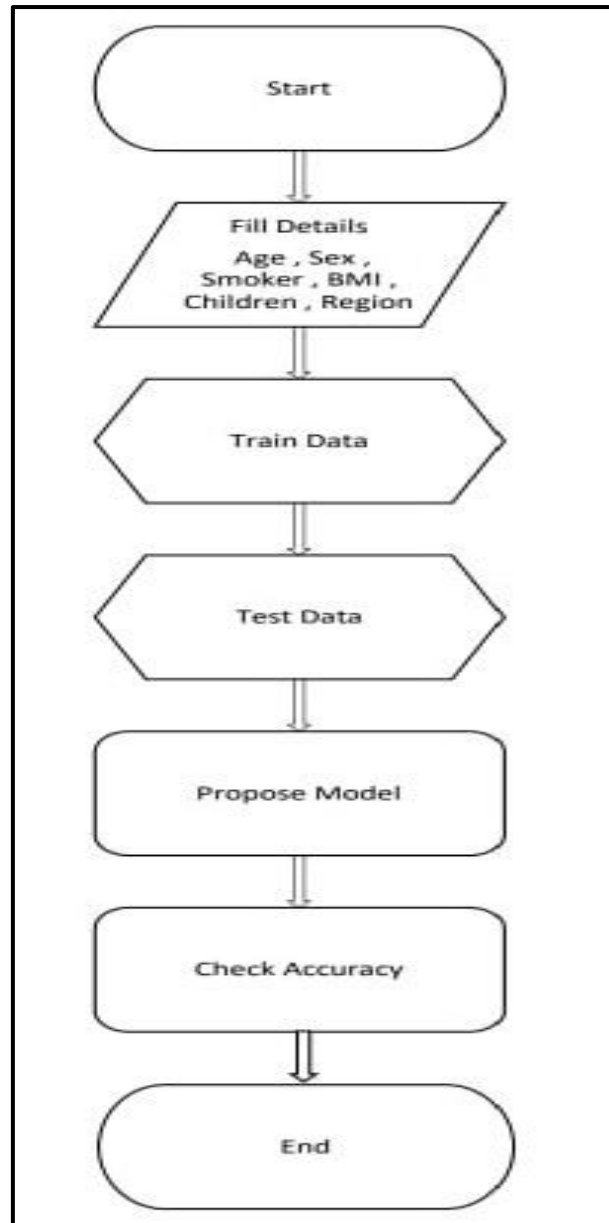 Start
Fill Details
Age , Sex ,
Smoker , BMI ,
Children , Region
Train Data
Test Data
Propose Model
Check Accuracy
End